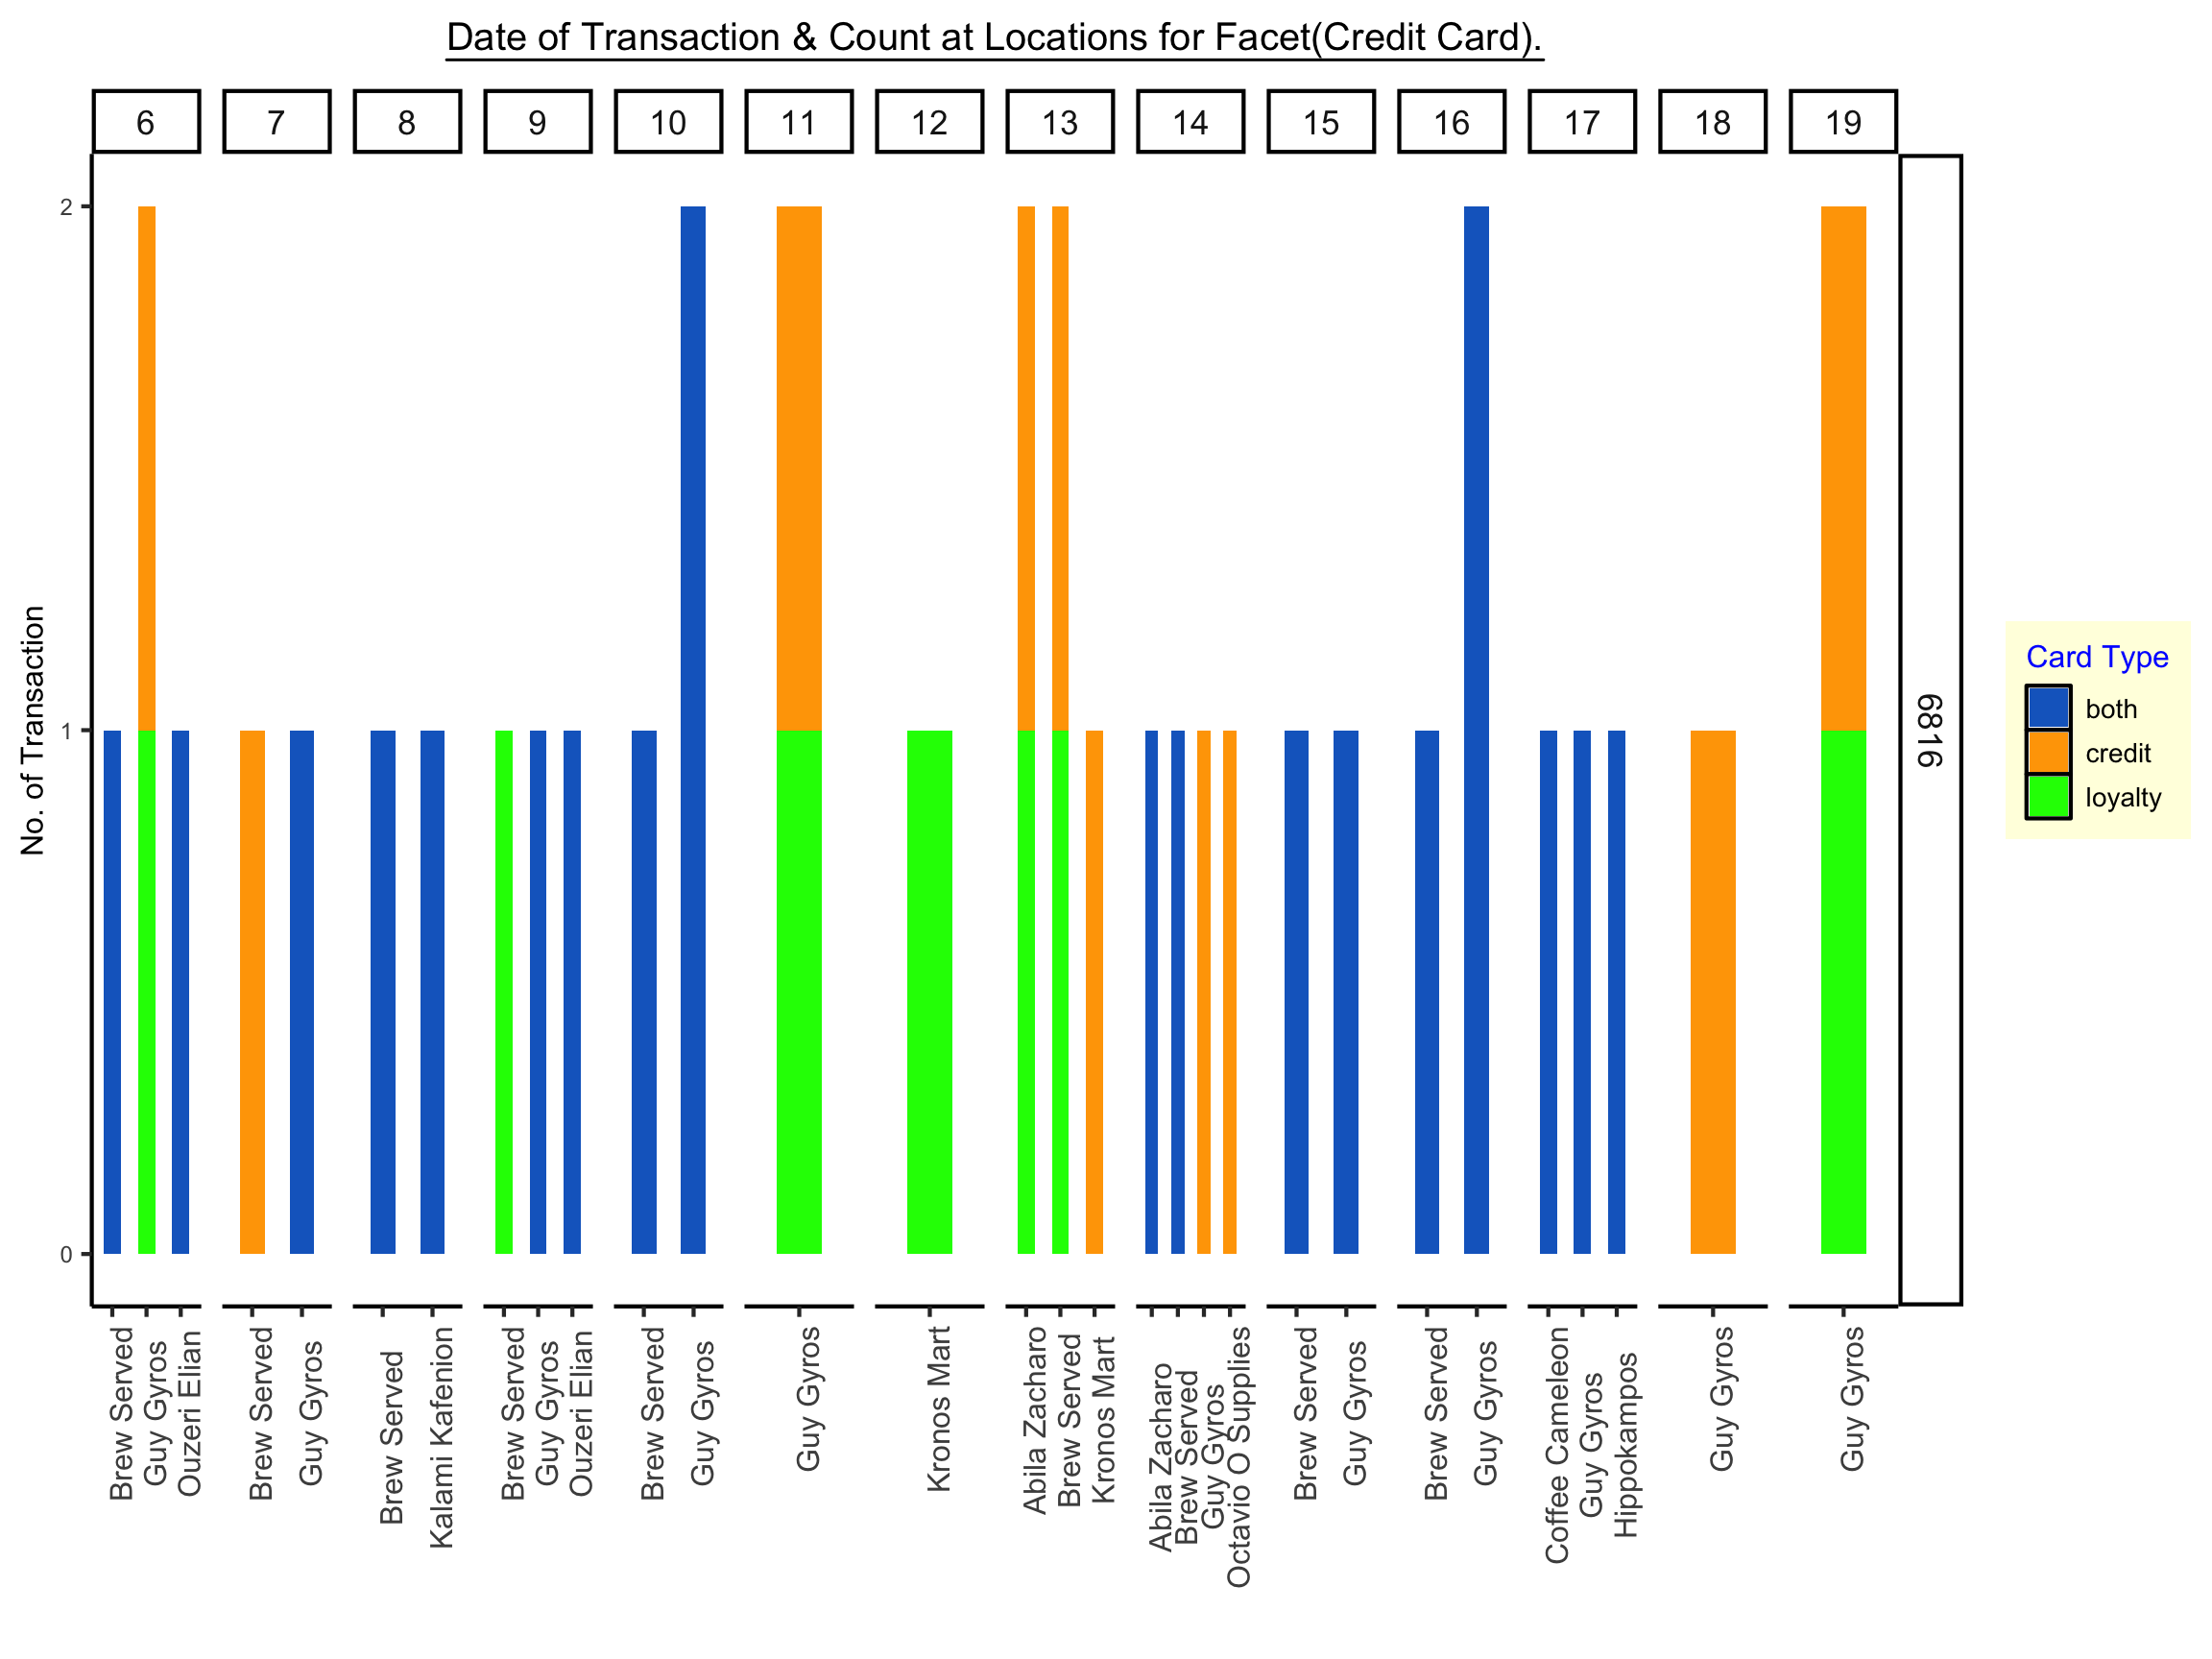 Date of Transaction & Count at Locations for Facet(Credit Card).
6 7 8 9 10 11 12 13 14 15 16 17 18 19
2
1
0
No. of Transaction
6816
Card Type
both
credit
loyalty
Brew Served
Guy Gyros
Ouzeri Elian
Brew Served
Guy Gyros
Brew Served
Kalami Kafenion
Brew Served
Guy Gyros
Ouzeri Elian
Brew Served
Guy Gyros
Guy Gyros
Kronos Mart
Abila Zacharo
Brew Served
Kronos Mart
Abila Zacharo
Brew Served
Guy Gyros
Octavio O Supplies
Brew Served
Guy Gyros
Brew Served
Guy Gyros
Coffee Cameleon
Guy Gyros
Hippokampos
Guy Gyros
Guy Gyros